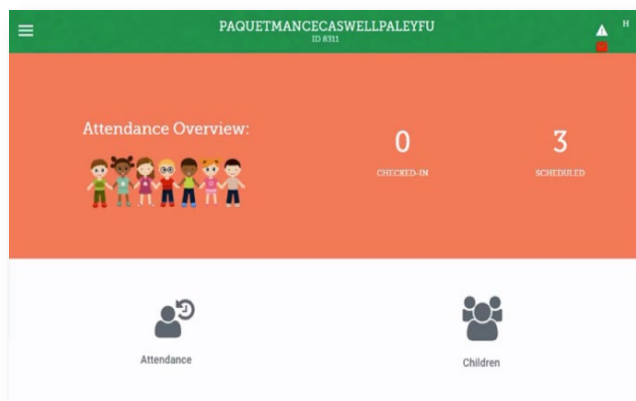 PAQUETMANCECASWELLPALEYFU
H
ID 8311
Attendance Overview:
0
3
CHECKED-IN
SCHEDULED
Attendance
Children